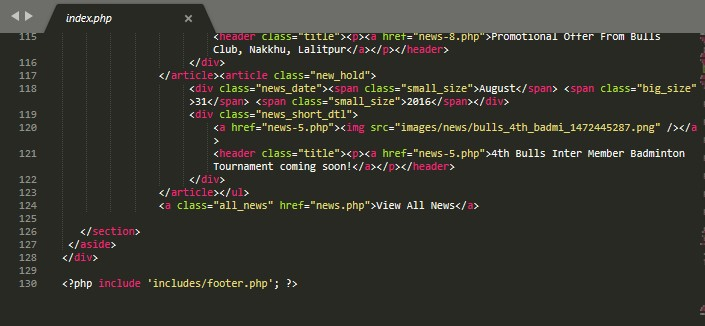 index.php ×
115 <header class="title"><p><a href="news-8.php">Promotional Offer From Bulls
Club, Nakkhu, Lalitpur</a></p></header>
116 </div>
117 </article><article class="new_hold">
118 <div class="news_date"><span class="small_size">August</span> <span class="big_size"
>31</span> <span class="small_size">2016</span></div>
119 <div class="news_short_dtl">
120 <a href="news-5.php"><img src="images/news/bulls_4th_badmi_1472445287.png" /></a
>
121 <header class="title"><p><a href="news-5.php">4th Bulls Inter Member Badminton
Tournament coming soon!</a></p></header>
122 </div>
123 </article></ul>
124 <a class="all_news" href="news.php">View All News</a>
125
126 </section>
127 </aside>
128 </div>
129
130 <?php include 'includes/footer.php'; ?>